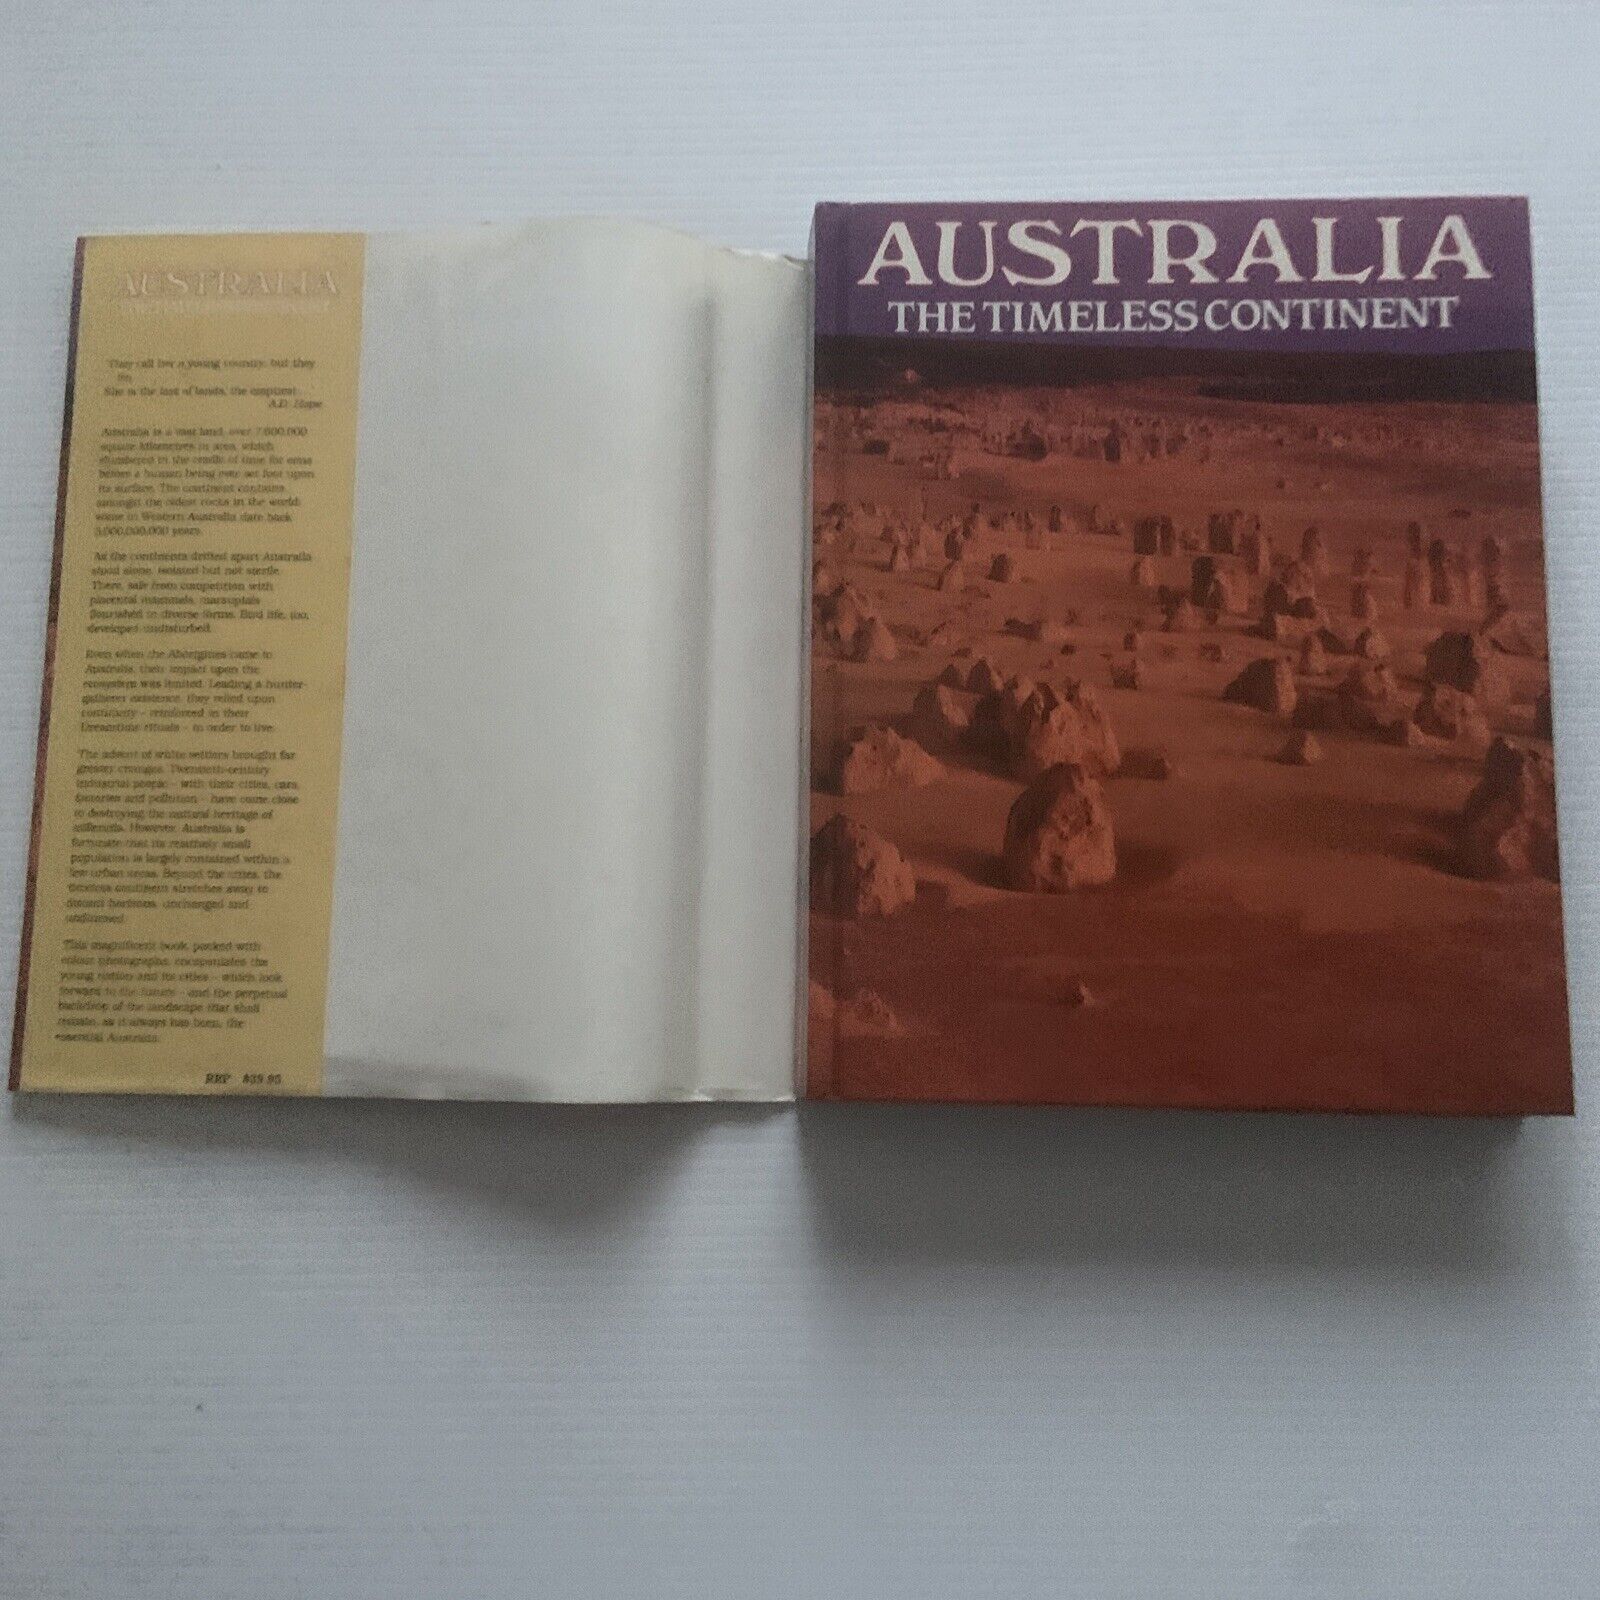 AUSTRALIA
They call her a young country, but they
lie.
She is the last of lands, the emptiest
A.D. Hope
Australia is a vast land, over 7,600,000
square kilometres in area, which
slumbered in the cradle of time for eons
before a human being ever set foot upon
its surface. The continent contains
amongst the oldest rocks in the world:
some in Western Australia date back
3,000,000,000 years.
As the continents drifted apart Australia
stood alone, isolated but not sterile.
There, safe from competition with
placental mammals, marsupials
flourished in diverse forms. Bird life, too,
developed undisturbed.
Even when the Aborigines came to
Australia, their impact upon the
ecosystem was limited. Leading a hunter-
gatherer existence, they relied upon
continuity – reinforced in their
Dreamtime rituals – in order to live.
The advent of white settlers brought far
greater changes. Twentieth-century
industrial people – with their cities, cars,
factories and pollution – have come close
to destroying the natural heritage of
millennia. However, Australia is
fortunate that its relatively small
population is largely contained within a
few urban areas. Beyond the cities, the
timeless continent stretches away to
distant horizons, unchanged and
undimmed.
This magnificent book, packed with
colour photographs, encapsulates the
young nation and its cities – which look
forward to the future – and the perpetual
backdrop of the landscape that shall
remain, as it always has been, the
essential Australia.
RRP $39.95
AUSTRALIA
THE TIMELESS CONTINENT